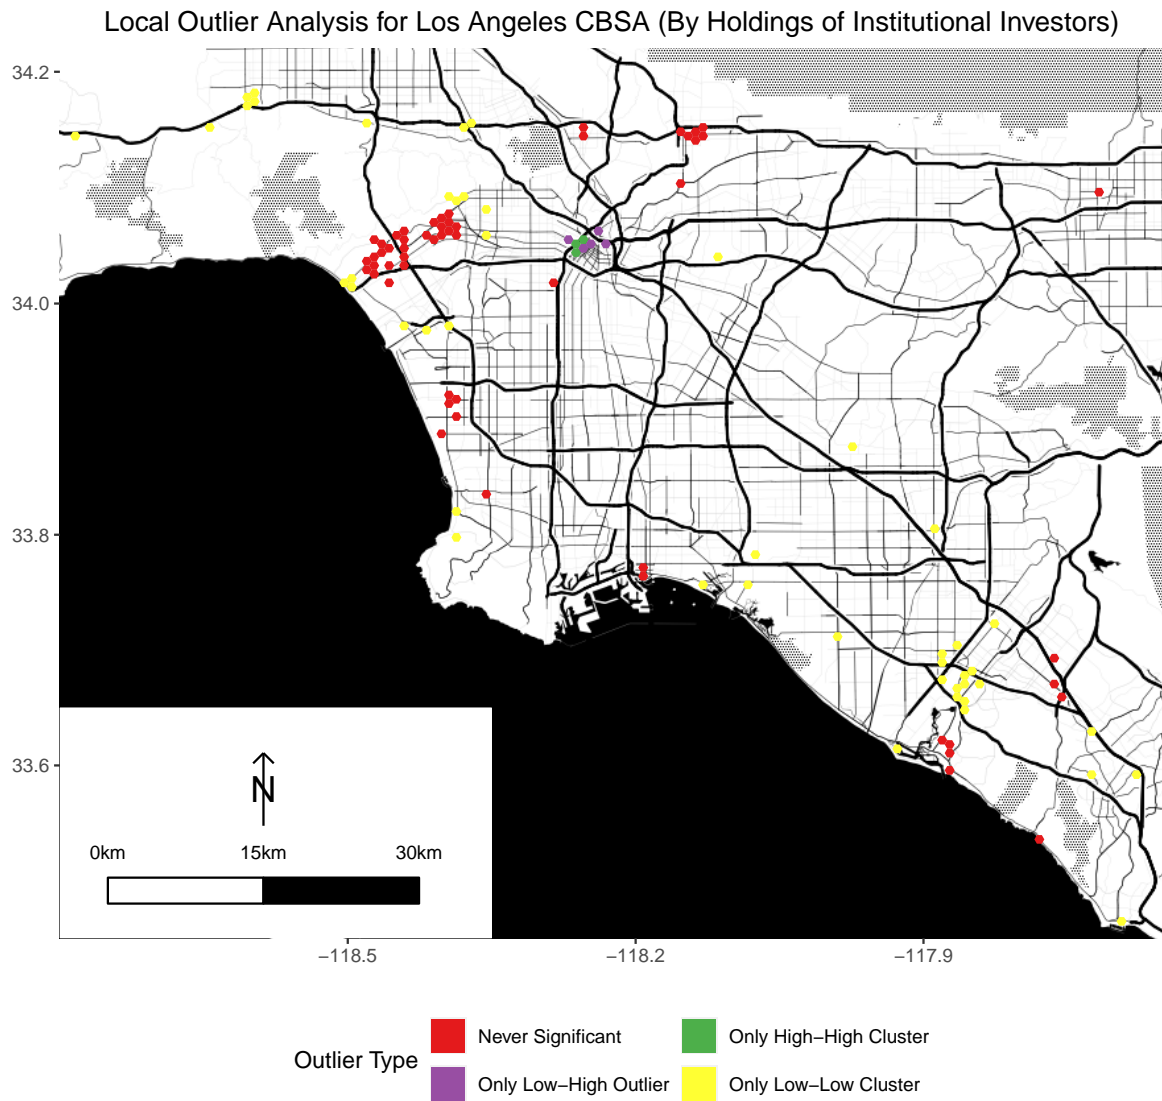 Local Outlier Analysis for Los Angeles CBSA (By Holdings of Institutional Investors)
34.2
34.0
33.8
33.6
N
0km 15km 30km
−118.5 −118.2 −117.9
Outlier Type
Never Significant
Only High−High Cluster
Only Low−High Outlier
Only Low−Low Cluster